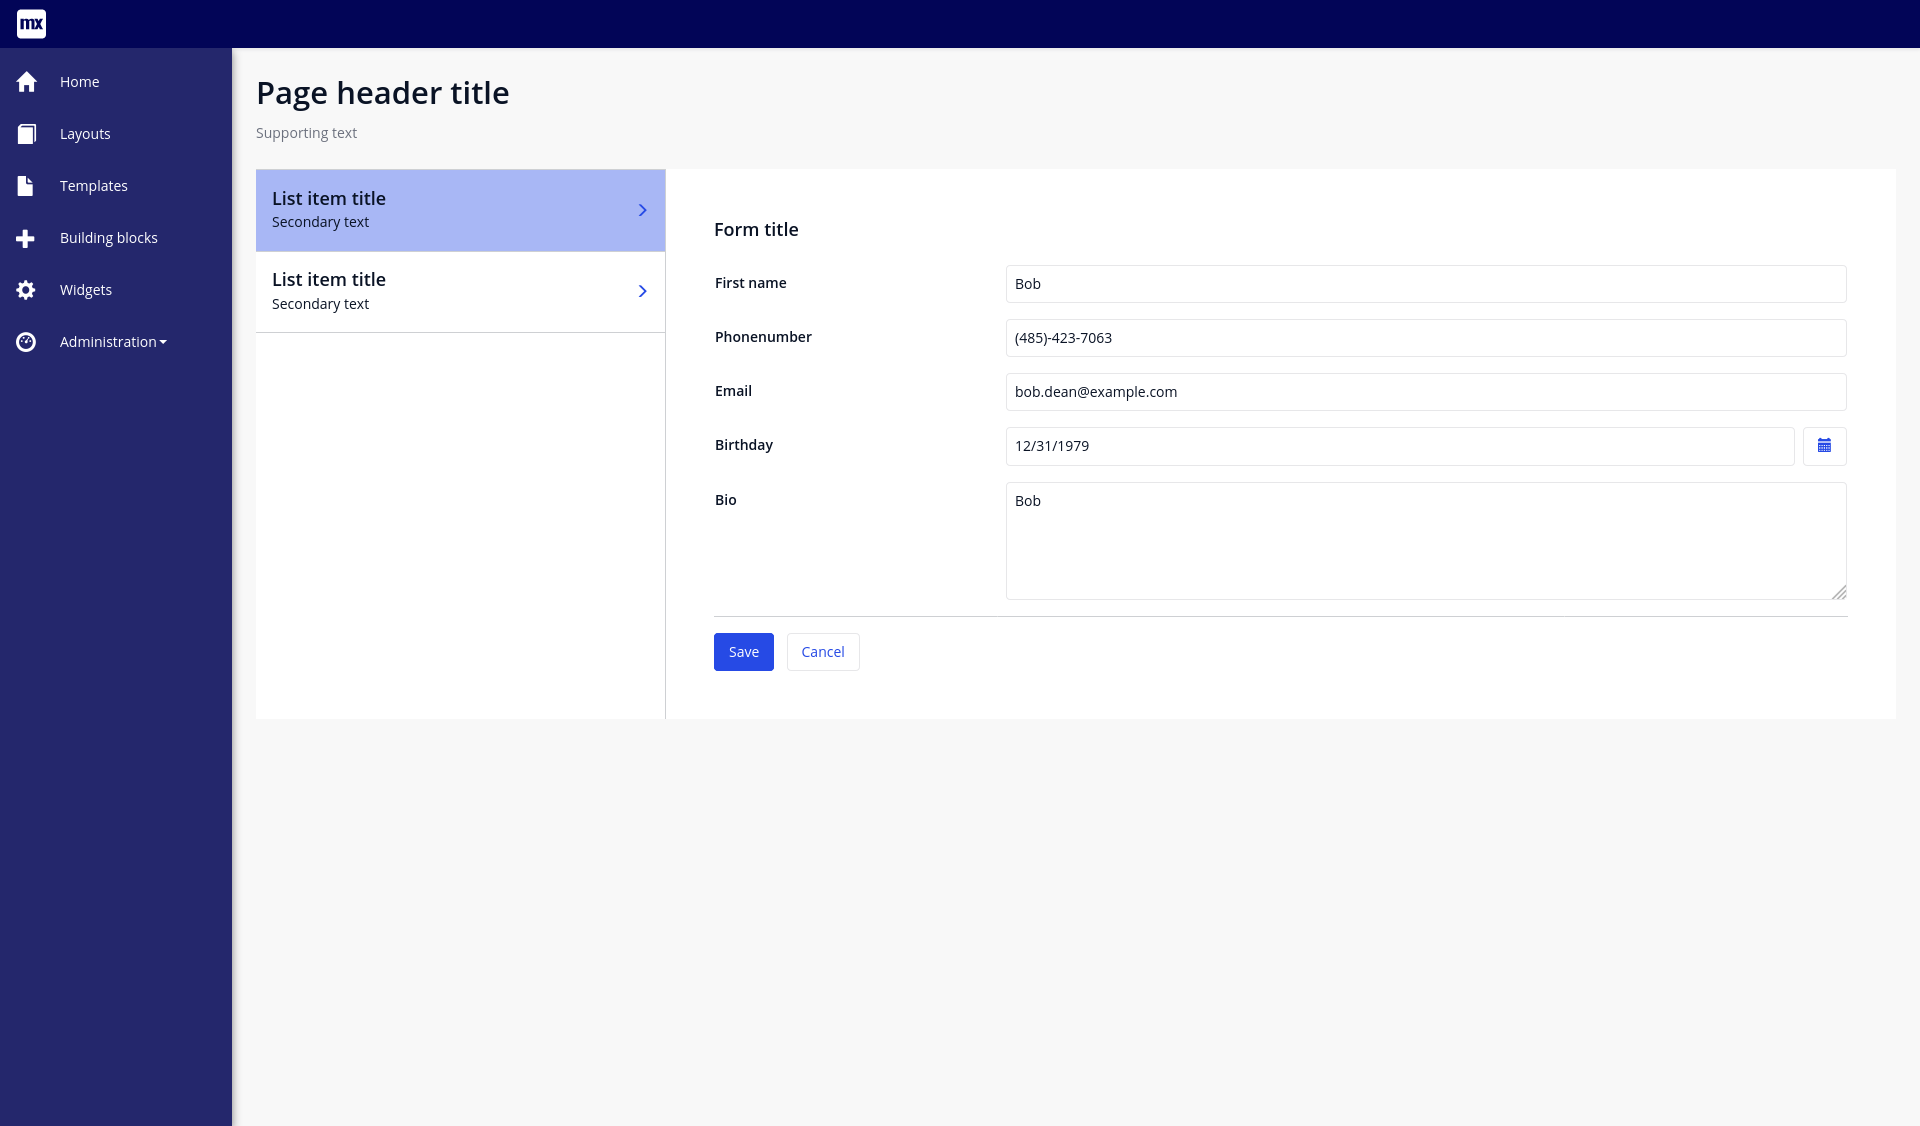 mx
Home
Layouts
Templates
Building blocks
Widgets
Administration
Page header title
Supporting text
List item title
Secondary text
List item title
Secondary text
Form title
First name
Bob
Phonenumber
(485)-423-7063
Email
bob.dean@example.com
Birthday
12/31/1979
Bio
Bob
Save
Cancel